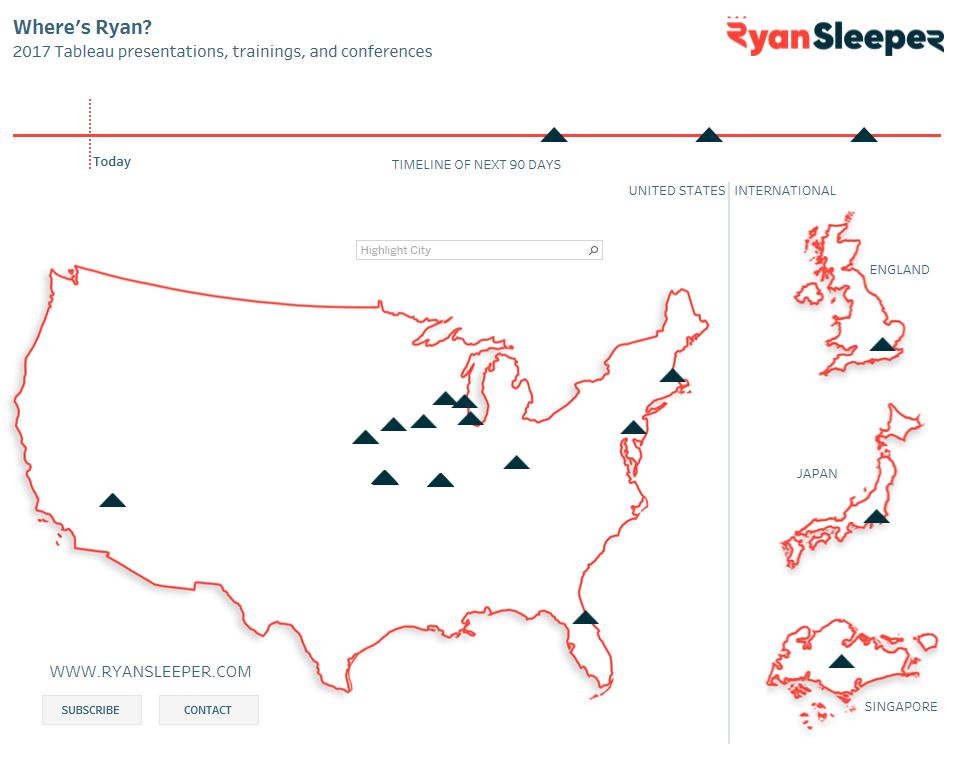 Where's Ryan?
2017 Tableau presentations, trainings, and conferences
RyanSleeper
Today
TIMELINE OF NEXT 90 DAYS
UNITED STATES
INTERNATIONAL
Highlight City
ENGLAND
JAPAN
WWW.RYANSLEEPER.COM
SUBSCRIBE
CONTACT
SINGAPORE